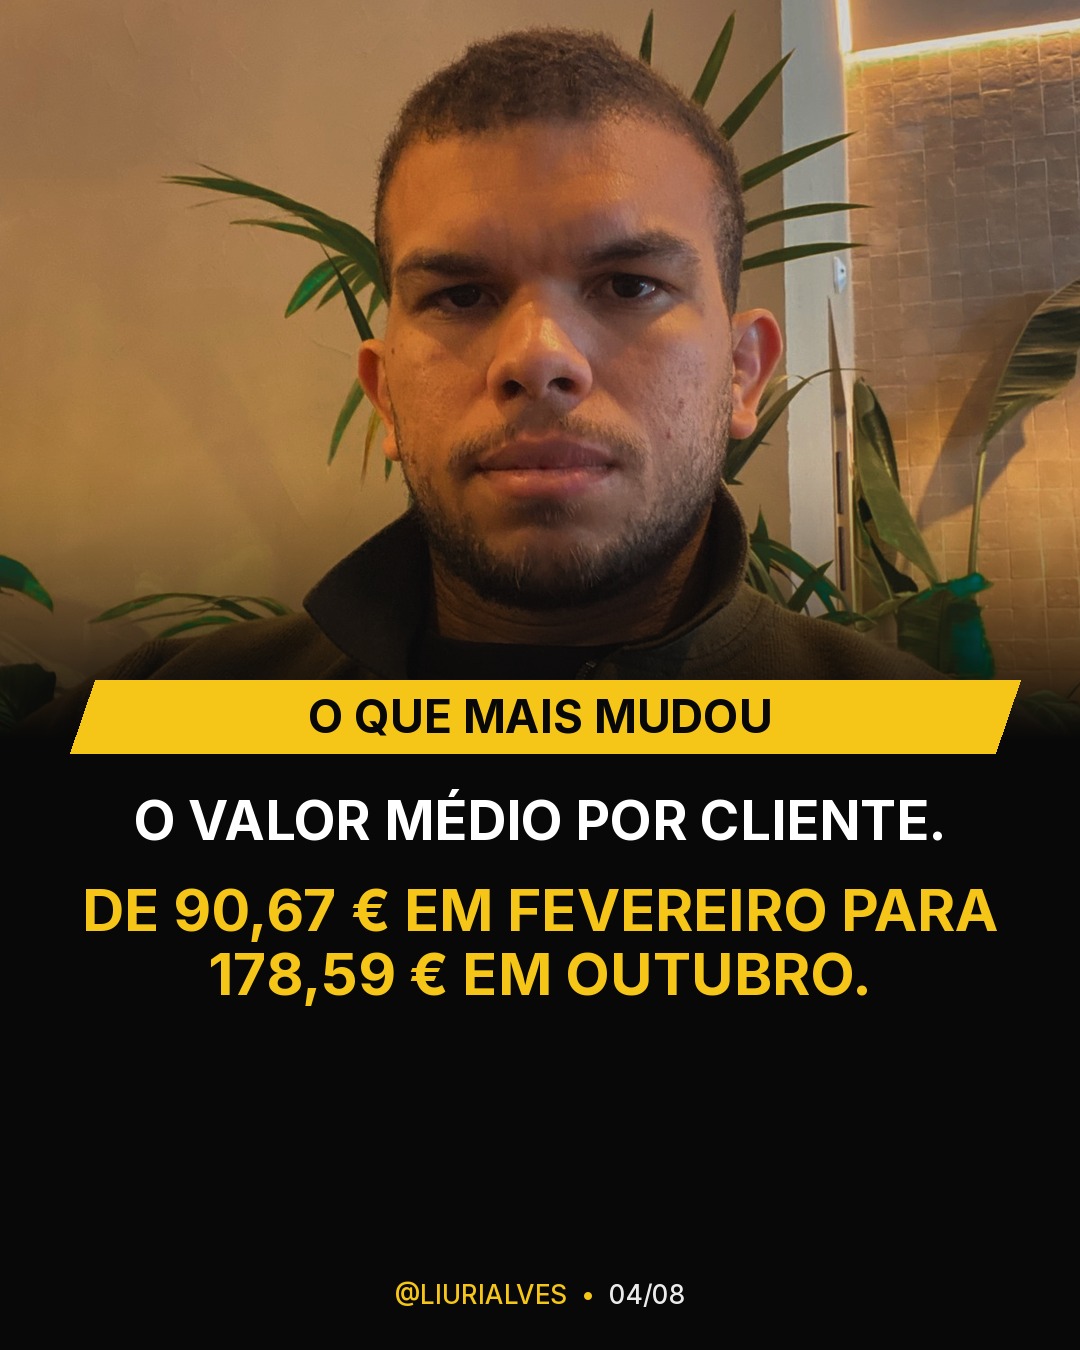 O QUE MAIS MUDOU
O VALOR MÉDIO POR CLIENTE.
DE 90,67 € EM FEVEREIRO PARA
178,59 € EM OUTUBRO.
@LIURIALVES • 04/08